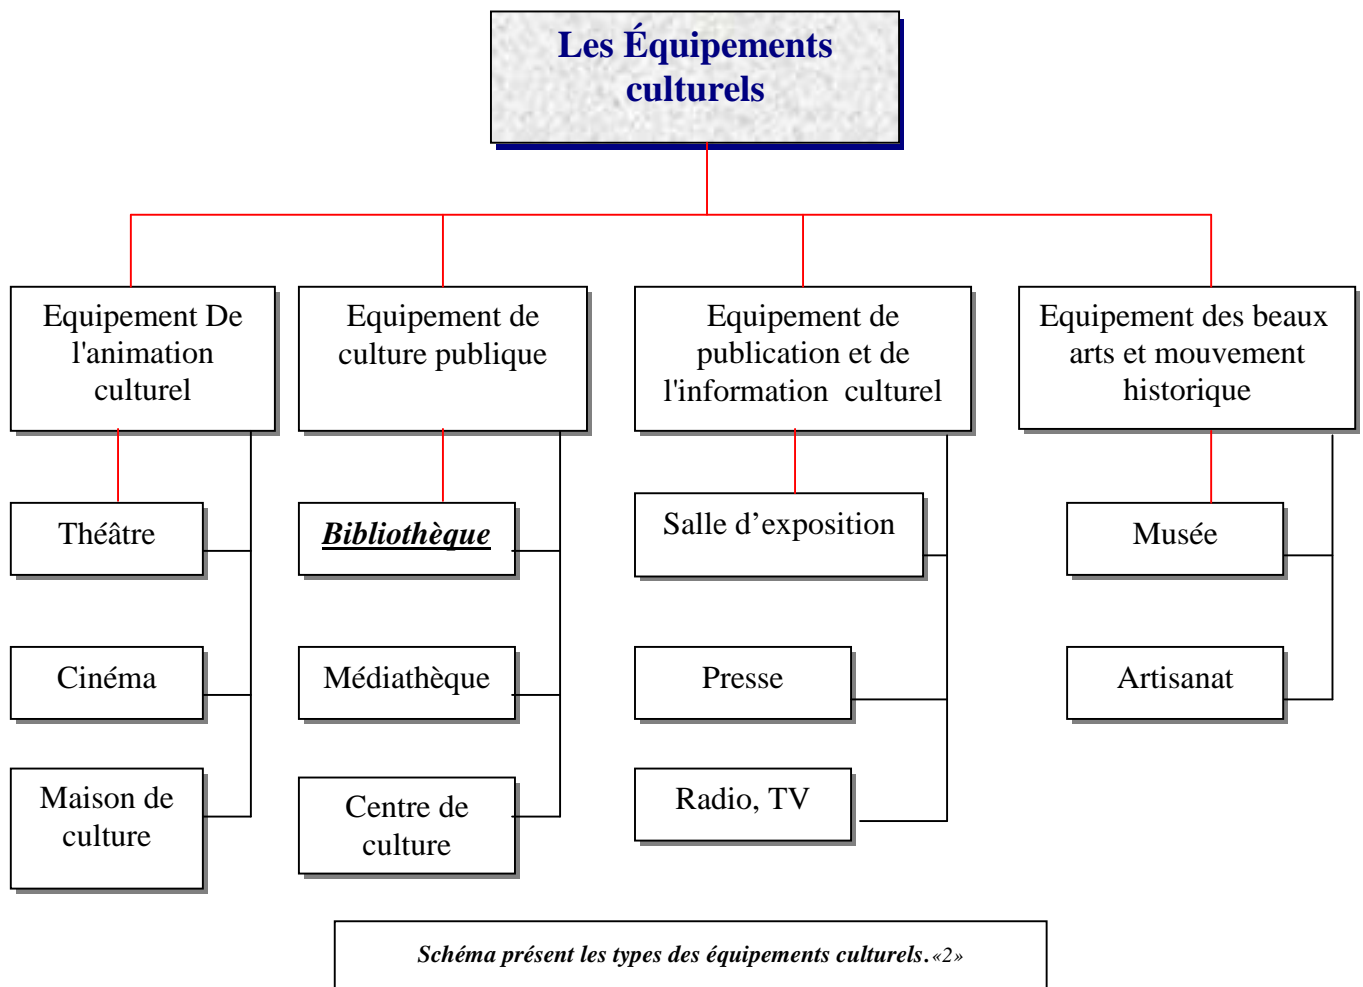 Les Équipements
culturels
Equipement De
l'animation
culturel
Equipement de
culture publique
Equipement de
publication et de
l'information culturel
Equipement des beaux
arts et mouvement
historique
Théâtre
Bibliothèque
Salle d’exposition
Musée
Cinéma
Médiathèque
Presse
Artisanat
Maison de
culture
Centre de
culture
Radio, TV
Schéma présent les types des équipements culturels.«2»